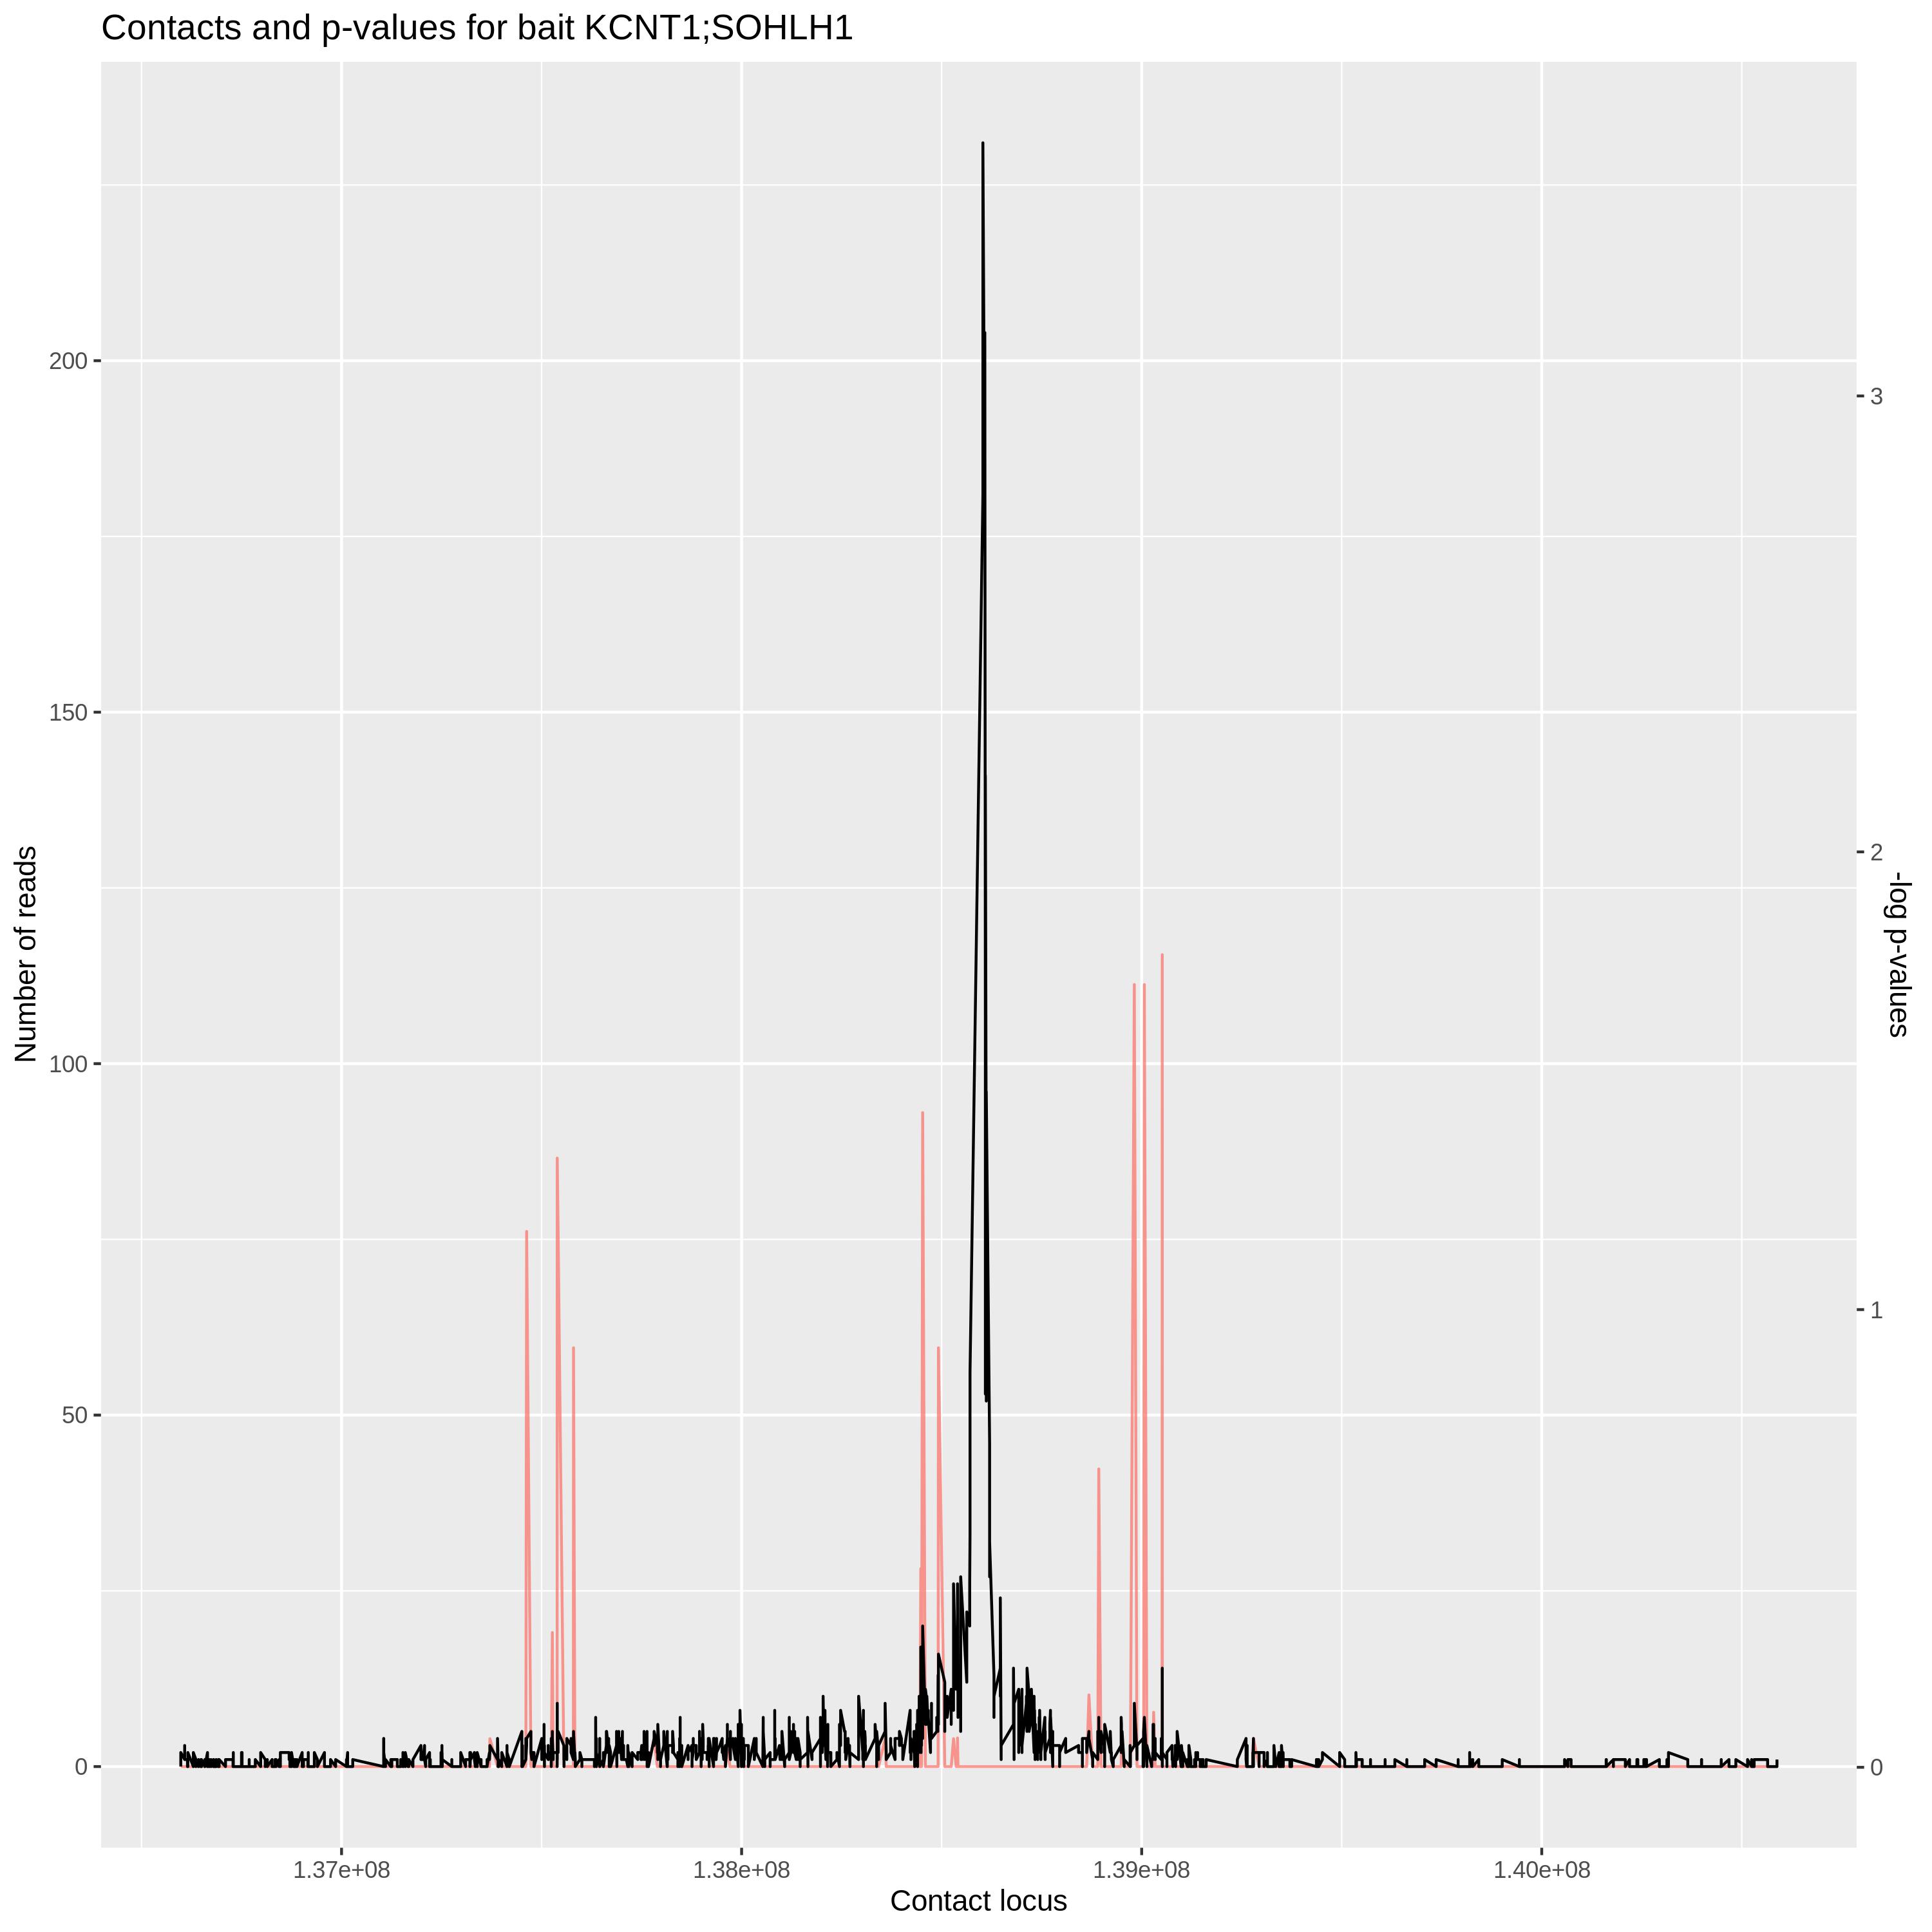 Contacts and p-values for bait KCNT1;SOHLH1
Number of reads
200
150
100
50
0
3
2
1
0
-log p-values
1.37e+08
1.38e+08
1.39e+08
1.40e+08
Contact locus